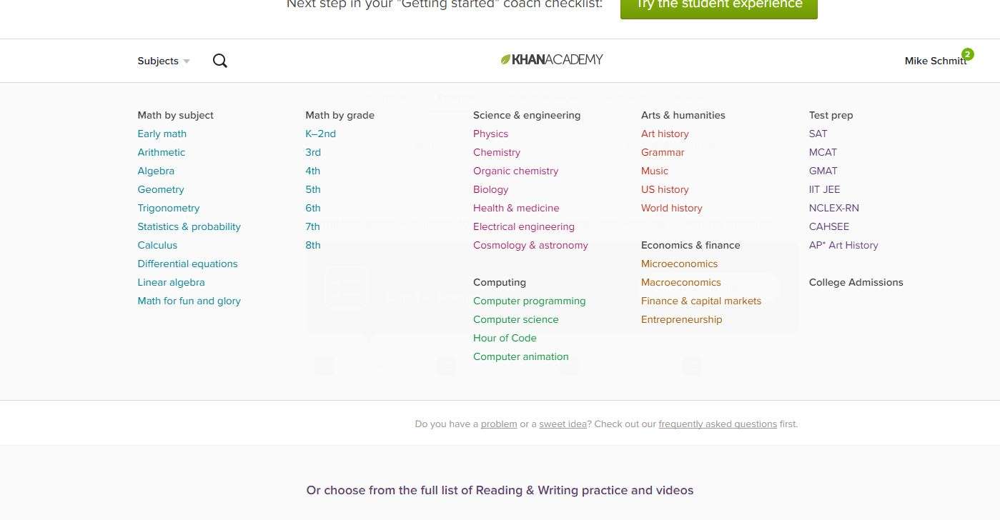 Next step in your "Getting started" coach checklist:
Try the student experience
Subjects
KHANACADEMY
Mike Schmitt
2
Math by subject
Early math
Arithmetic
Algebra
Geometry
Trigonometry
Statistics & probability
Calculus
Differential equations
Linear algebra
Math for fun and glory
Math by grade
K–2nd
3rd
4th
5th
6th
7th
8th
Science & engineering
Physics
Chemistry
Organic chemistry
Biology
Health & medicine
Electrical engineering
Cosmology & astronomy
Computing
Computer programming
Computer science
Hour of Code
Computer animation
Arts & humanities
Art history
Grammar
Music
US history
World history
Economics & finance
Microeconomics
Macroeconomics
Finance & capital markets
Entrepreneurship
Test prep
SAT
MCAT
GMAT
IIT JEE
NCLEX-RN
CAHSEE
AP* Art History
College Admissions
Do you have a problem or a sweet idea? Check out our frequently asked questions first.
Or choose from the full list of Reading & Writing practice and videos